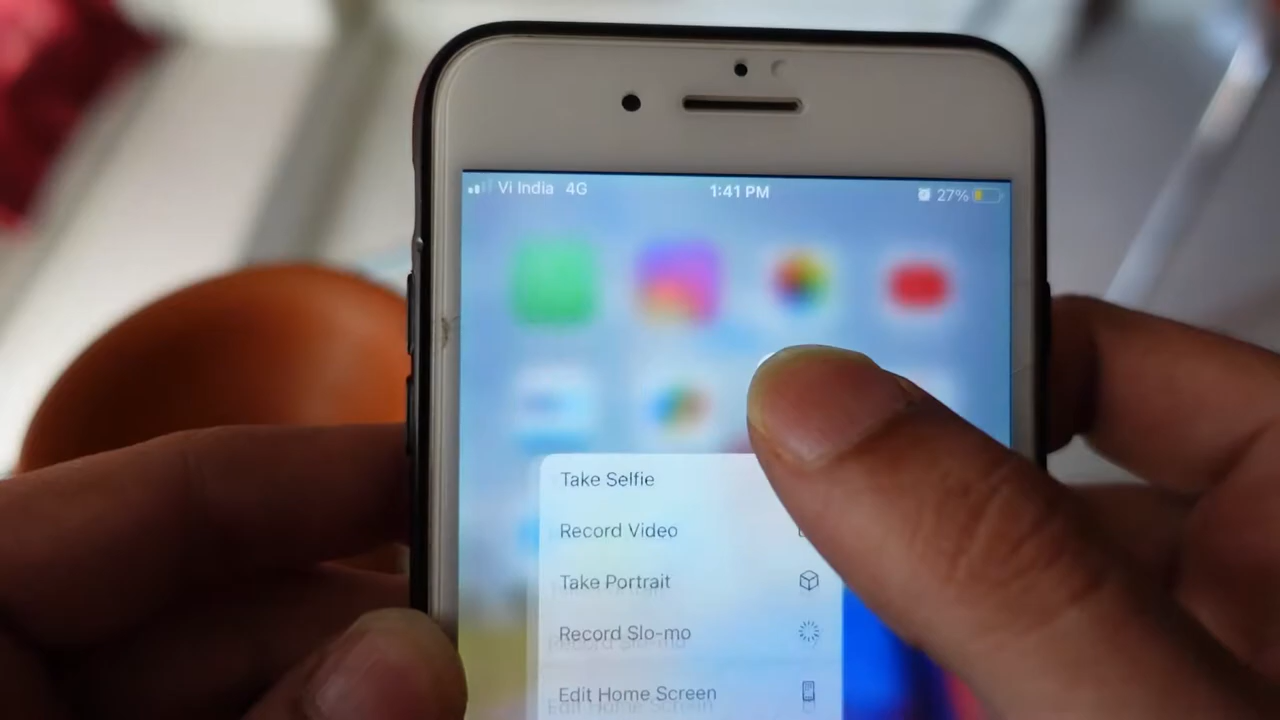 Vi India 4G 1:41 PM 27%
Take Selfie
Record Video
Take Portrait
Record Slo-mo
Edit Home Screen